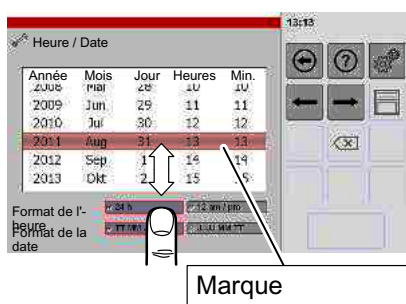 13:13
Heure / Date
Année Mois Jour Heures Min.
2008 Mai 28 10 10
2009 Jun 29 11 11
2010 Jul 30 12 12
2011 Aug 31 13 13
2012 Sep 1 14 14
2013 Okt 2 15 15
Format de l'-
heure
24 h
12 am / pm
Format de la
date
Marque